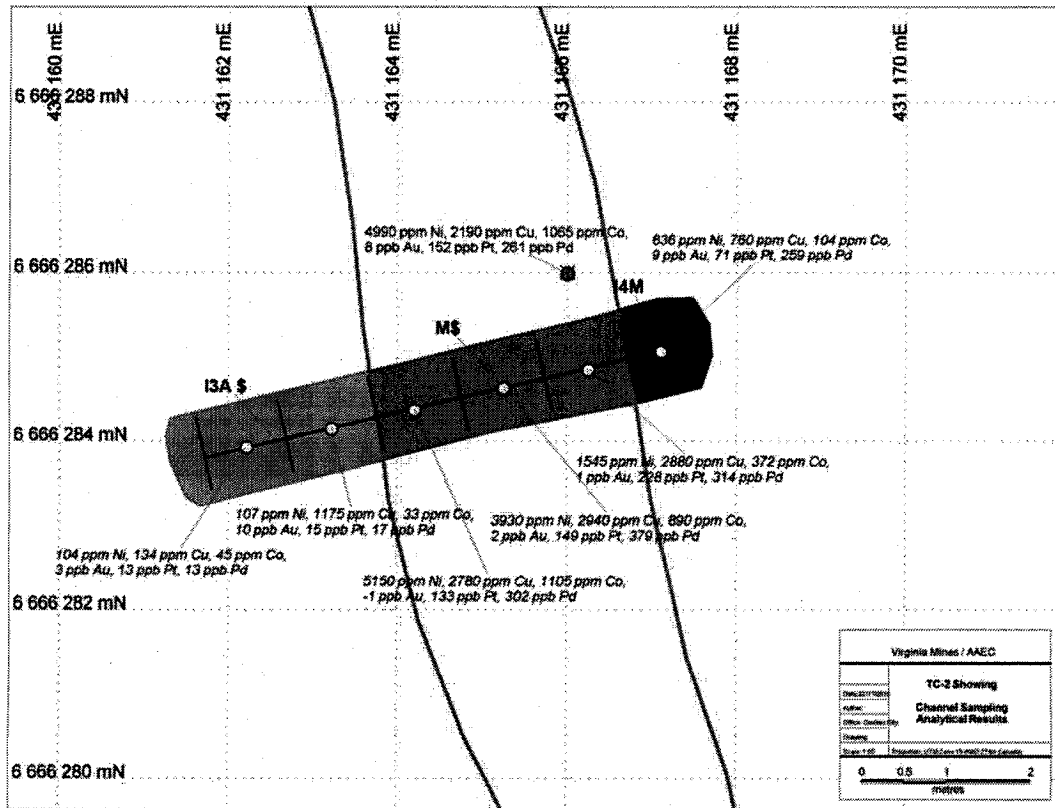 431 160 mE
431 162 mE
431 164 mE
431 166 mE
431 168 mE
431 170 mE
6 666 288 mN
4990 ppm Ni, 2190 ppm Cu, 1065 ppm Co,
8 ppb Au, 152 ppb Pt, 261 ppb Pd
636 ppm Ni, 760 ppm Cu, 104 ppm Co,
9 ppb Au, 71 ppb Pt, 259 ppb Pd
6 666 286 mN
I4M
M$
I3A $
6 666 284 mN
1545 ppm Ni, 2880 ppm Cu, 372 ppm Co,
1 ppb Au, 228 ppb Pt, 314 ppb Pd
107 ppm Ni, 1175 ppm Cu, 33 ppm Co,
10 ppb Au, 15 ppb Pt, 17 ppb Pd
3930 ppm Ni, 2940 ppm Cu, 890 ppm Co,
2 ppb Au, 149 ppb Pt, 379 ppb Pd
104 ppm Ni, 134 ppm Cu, 45 ppm Co,
3 ppb Au, 13 ppb Pt, 13 ppb Pd
5150 ppm Ni, 2780 ppm Cu, 1105 ppm Co,
-1 ppb Au, 133 ppb Pt, 302 ppb Pd
6 666 282 mN
Virginia Mines / AAEC
TC-2 Showing
Channel Sampling
Analytical Results
Author:
Drawing:
6 666 280 mN
0 0.5 1 2
metres